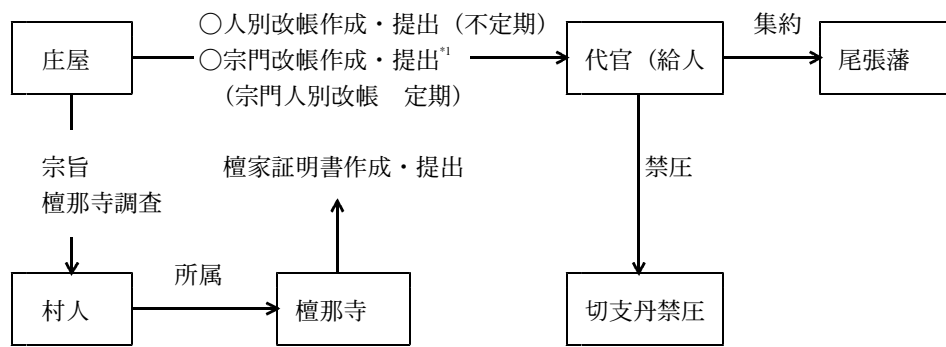 ○人別改帳作成・提出（不定期）
集約
庄屋
○宗門改帳作成・提出*1
代官（給人
尾張藩
（宗門人別改帳　定期）
宗旨
檀那寺調査
檀家証明書作成・提出
禁圧
所属
村人
檀那寺
切支丹禁圧